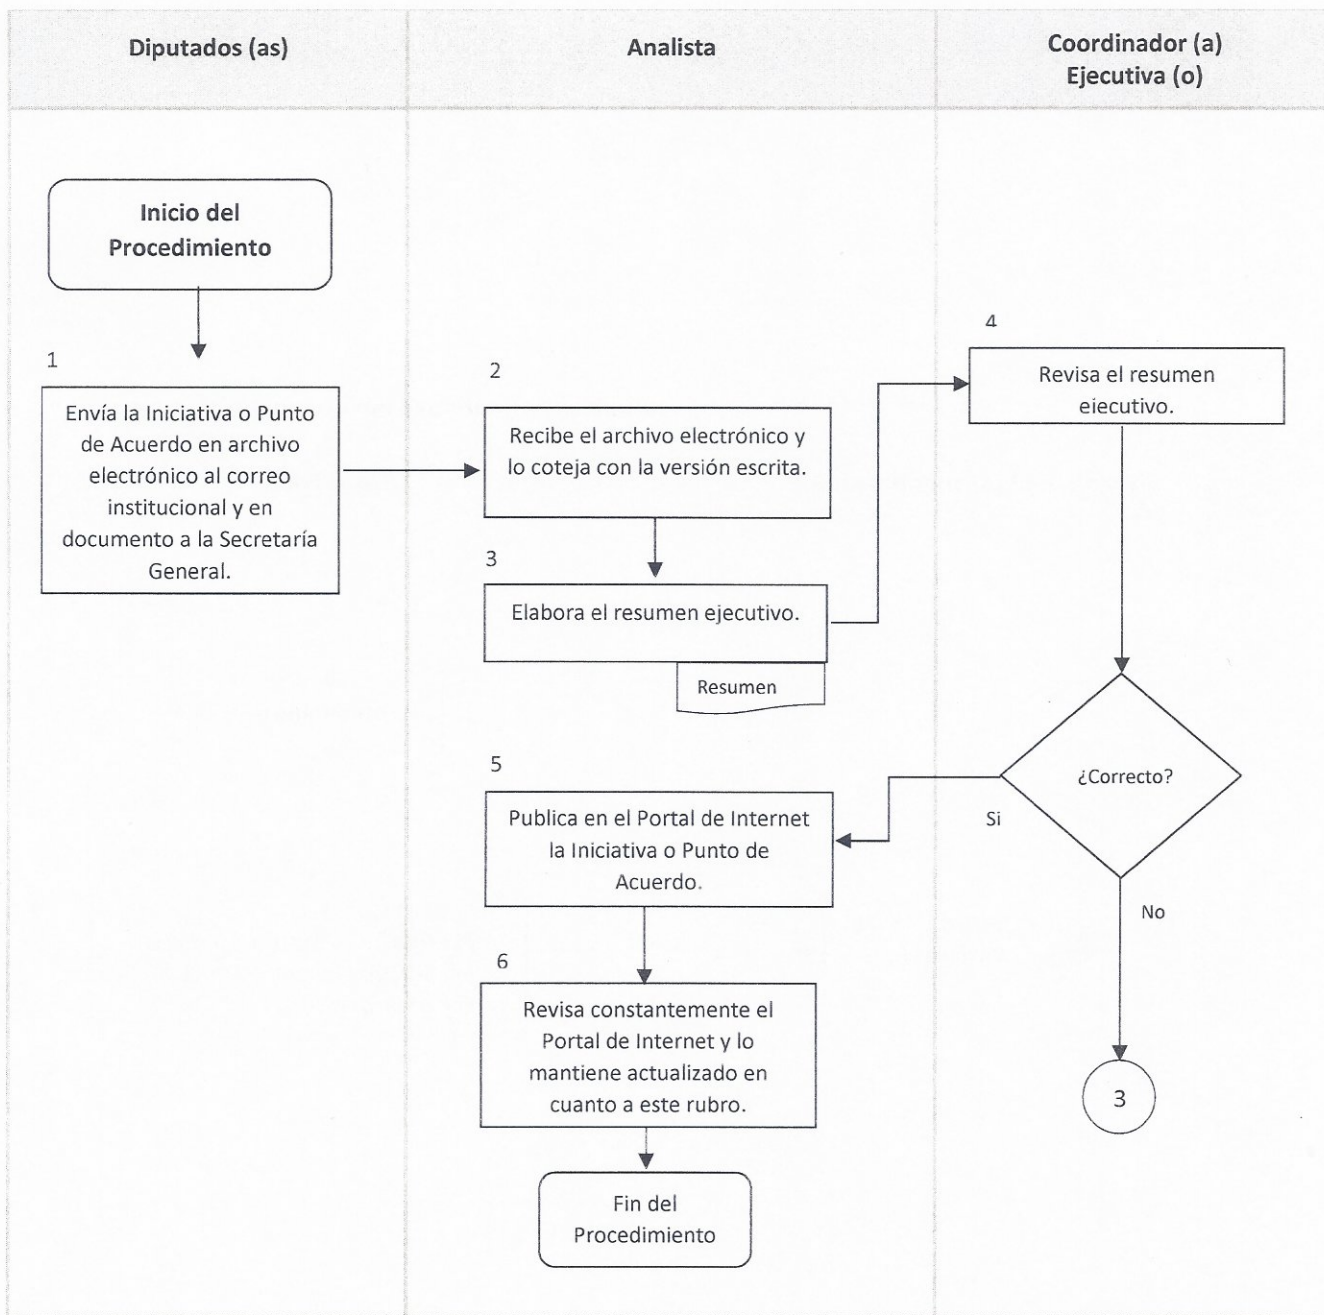 Diputados (as)
Analista
Coordinador (a)
Ejecutiva (o)
Inicio del
Procedimiento
1
Envía la Iniciativa o Punto
de Acuerdo en archivo
electrónico al correo
institucional y en
documento a la Secretaría
General.
2
Recibe el archivo electrónico y
lo coteja con la versión escrita.
3
Elabora el resumen ejecutivo.
Resumen
4
Revisa el resumen
ejecutivo.
¿Correcto?
Si
No
3
5
Publica en el Portal de Internet
la Iniciativa o Punto de
Acuerdo.
6
Revisa constantemente el
Portal de Internet y lo
mantiene actualizado en
cuanto a este rubro.
Fin del
Procedimiento